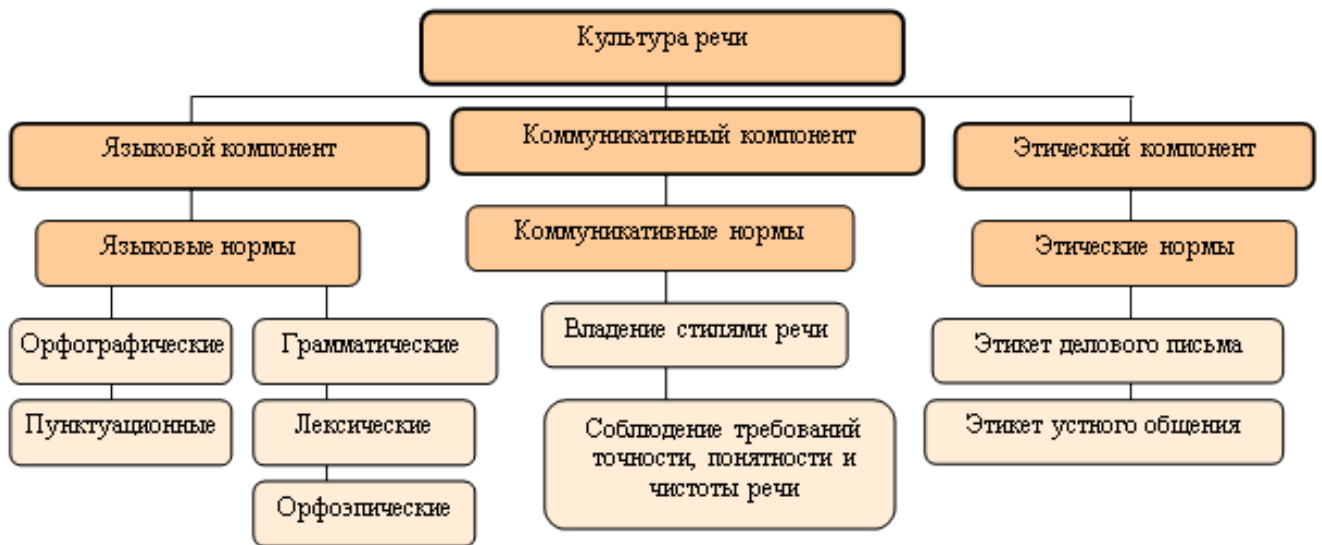 Культура речи
Языковой компонент
Коммуникативный компонент
Этический компонент
Языковые нормы
Коммуникативные нормы
Этические нормы
Орфографические
Грамматические
Владение стилями речи
Этикет делового письма
Пунктуационные
Лексические
Соблюдение требований
точности, понятности и
чистоты речи
Этикет устного общения
Орфоэпические